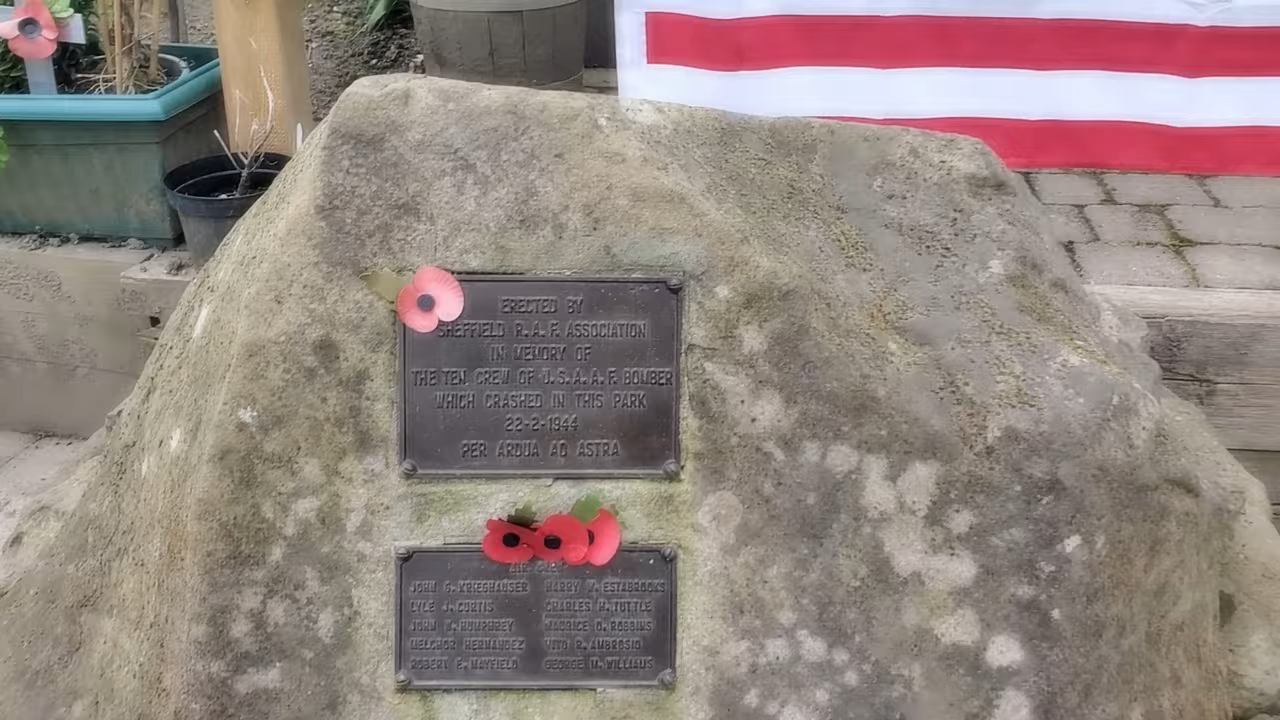 ERECTED BY
SHEFFIELD R.A.F. ASSOCIATION
IN MEMORY OF
THE TEN CREW OF U.S.A.A.F. BOMBER
WHICH CRASHED IN THIS PARK
22-2-1944
PER ARDUA AD ASTRA
JOHN G. KRIEGHAUSER HARRY W. ESTABROOKS
LYLE J. CURTIS CHARLES H. TUTTLE
JOHN W. HUMPHREY MAURICE O. ROBBINS
MELCHOR HERNANDEZ VITO R. AMBROSIO
ROBERT E. MAYFIELD GEORGE M. WILLIAMS